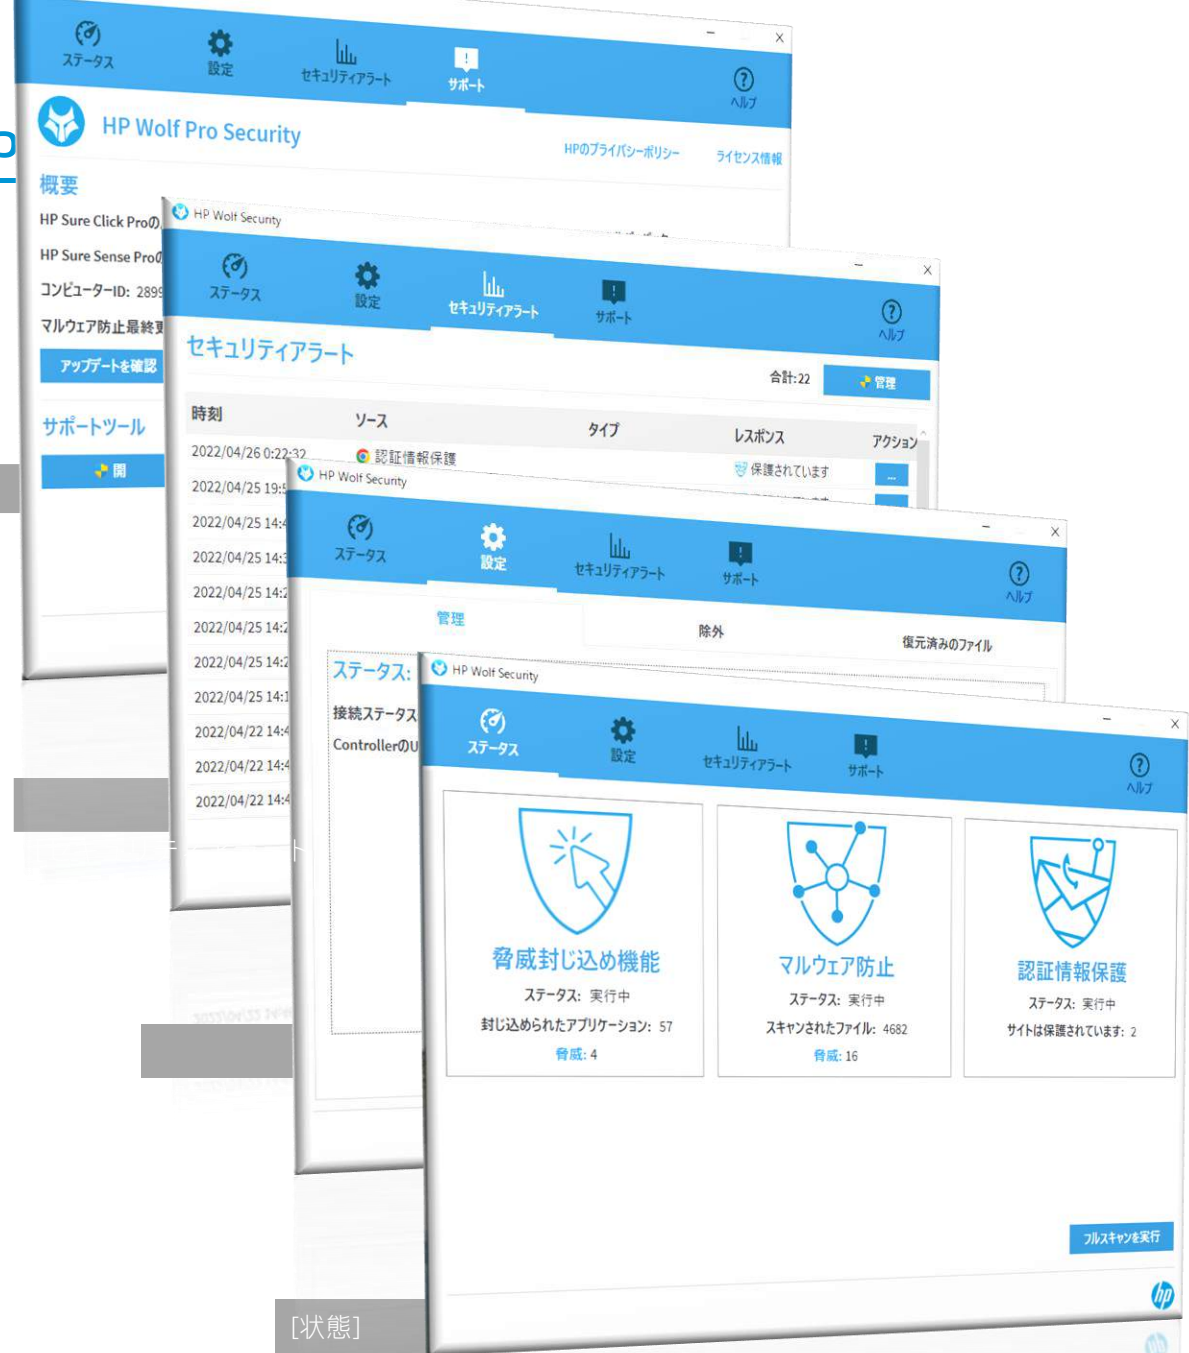 ステータス
設定
セキュリティアラート
サポート
ヘルプ
HP Wolf Pro Security
HPのプライバシーポリシー
ライセンス情報
概要
HP Sure Click Proの
HP Sure Sense Proの
コンピューターID: 2899
マルウェア防止最終更
アップデートを確認
サポートツール
開
HP Wolf Security
ステータス
設定
セキュリティアラート
サポート
ヘルプ
セキュリティアラート
合計:22
管理
時刻 ソース タイプ レスポンス アクション
2022/04/26 0:22:32 認証情報保護 保護されています ...
2022/04/25 19:5
2022/04/25 14:4
2022/04/25 14:3
2022/04/25 14:2
2022/04/25 14:2
2022/04/25 14:2
2022/04/25 14:1
2022/04/22 14:4
2022/04/22 14:4
2022/04/22 14:4
HP Wolf Security
ステータス
設定
セキュリティアラート
サポート
ヘルプ
管理
除外
復元済みのファイル
ステータス:
接続ステータス
ControllerのU
HP Wolf Security
ステータス
設定
セキュリティアラート
サポート
ヘルプ
脅威封じ込め機能
ステータス: 実行中
封じ込められたアプリケーション: 57
脅威: 4
マルウェア防止
ステータス: 実行中
スキャンされたファイル: 4682
脅威: 16
認証情報保護
ステータス: 実行中
サイトは保護されています: 2
フルスキャンを実行
hp
[状態]